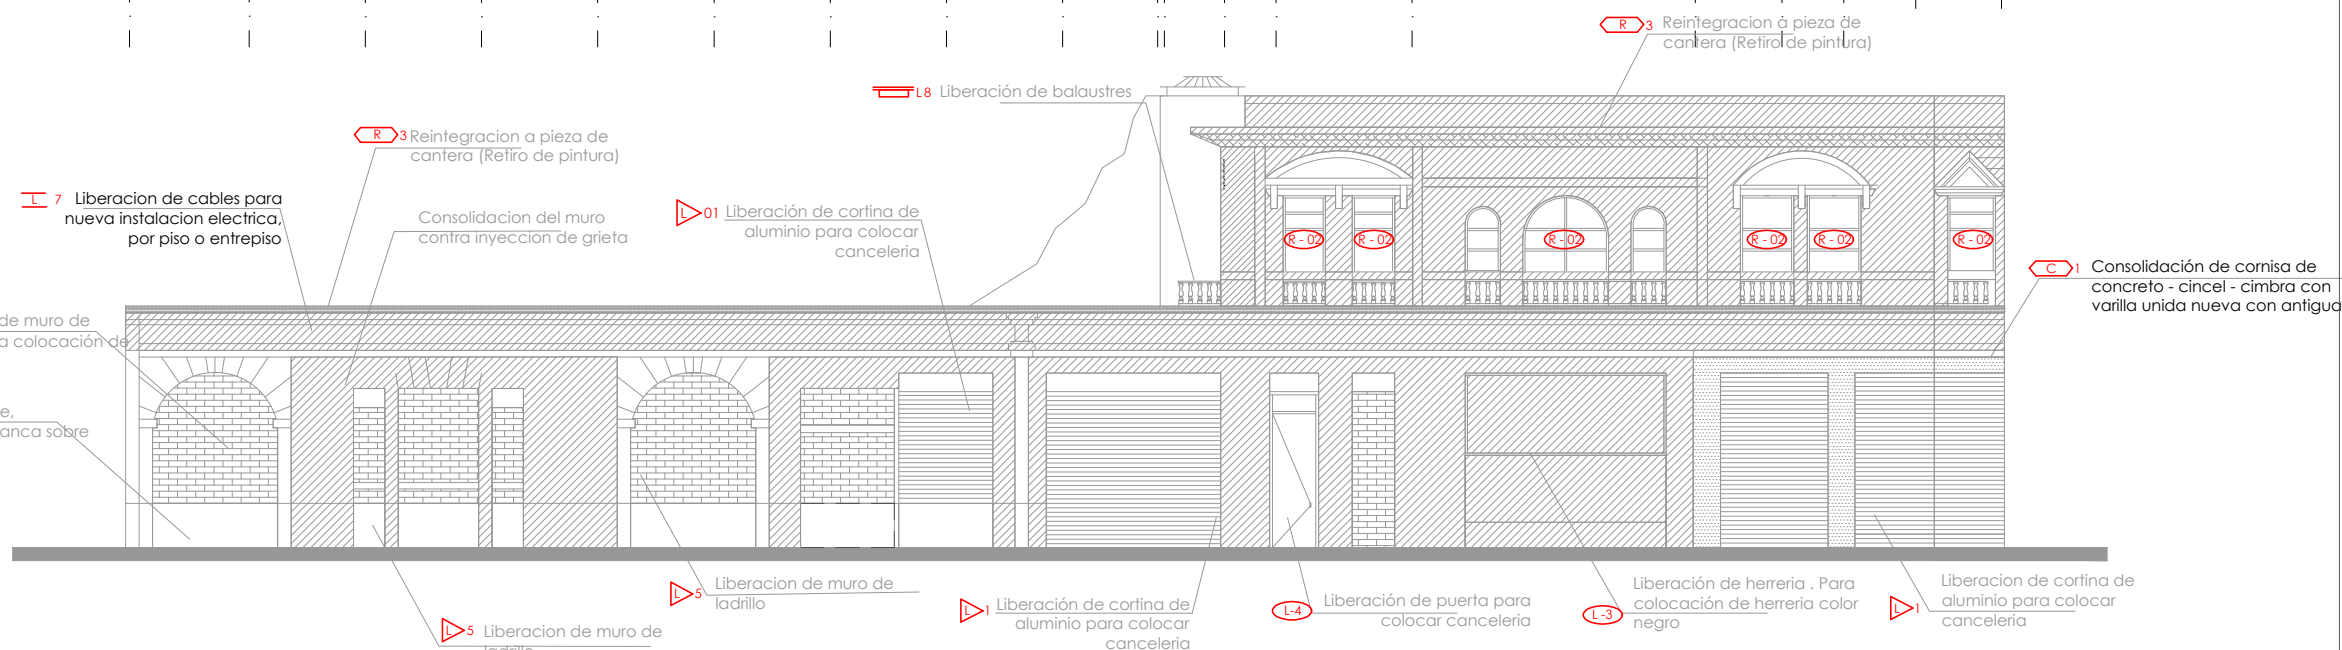 R 3 Reintegracion a pieza de
cantera (Retiro de pintura)
L8 Liberación de balaustres
R 3 Reintegracion a pieza de
cantera (Retiro de pintura)
L 7 Liberacion de cables para
nueva instalacion electrica,
por piso o entrepiso
Consolidacion del muro
contra inyeccion de grieta
L 01 Liberación de cortina de
aluminio para colocar
canceleria
R - 02 R - 02 R - 02 R - 02 R - 02 R - 02
C 1 Consolidación de cornisa de
concreto - cincel - cimbra con
varilla unida nueva con antigua
de muro de
a colocación de
e,
anca sobre
L 5 Liberacion de muro de
ladrillo
L 5 Liberacion de muro de
ladrillo
L 1 Liberación de cortina de
aluminio para colocar
canceleria
L-4 Liberación de puerta para
colocar canceleria
L -3 Liberación de herreria . Para
colocación de herreria color
negro
L 1 Liberacion de cortina de
aluminio para colocar
canceleria